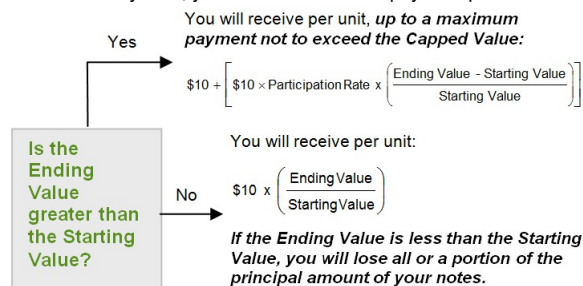 You will receive per unit, up to a maximum
payment not to exceed the Capped Value:
Yes
$10 + [$10 × Participation Rate x (Ending Value - Starting Value / Starting Value)]
Is the
Ending
Value
greater than
the Starting
Value?
No
You will receive per unit:
$10 x (Ending Value / Starting Value)
If the Ending Value is less than the Starting
Value, you will lose all or a portion of the
principal amount of your notes.